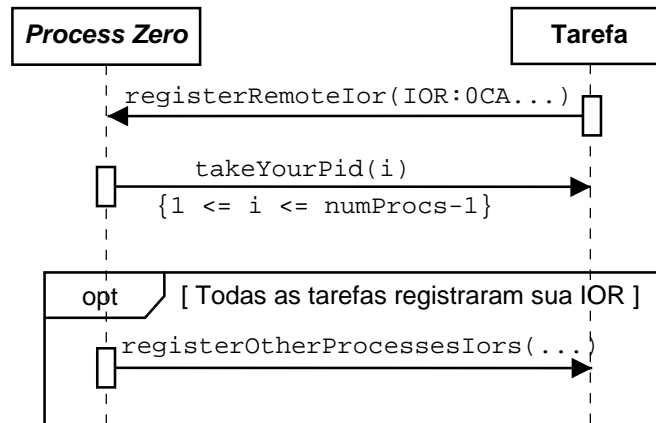 Process Zero
Tarefa
registerRemoteIor(IOR:0CA...)
takeYourPid(i)
{1 <= i <= numProcs-1}
opt
[ Todas as tarefas registraram sua IOR ]
registerOtherProcessesIors(...)